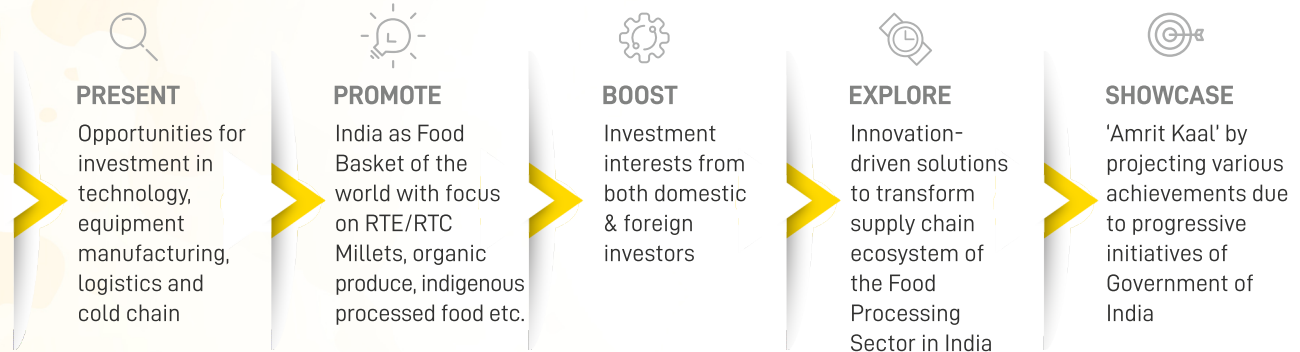 PRESENT
Opportunities for
investment in
technology,
equipment
manufacturing,
logistics and
cold chain
PROMOTE
India as Food
Basket of the
world with focus
on RTE/RTC
Millets, organic
produce, indigenous
processed food etc.
BOOST
Investment
interests from
both domestic
& foreign
investors
EXPLORE
Innovation-
driven solutions
to transform
supply chain
ecosystem of
the Food
Processing
Sector in India
SHOWCASE
‘Amrit Kaal’ by
projecting various
achievements due
to progressive
initiatives of
Government of
India